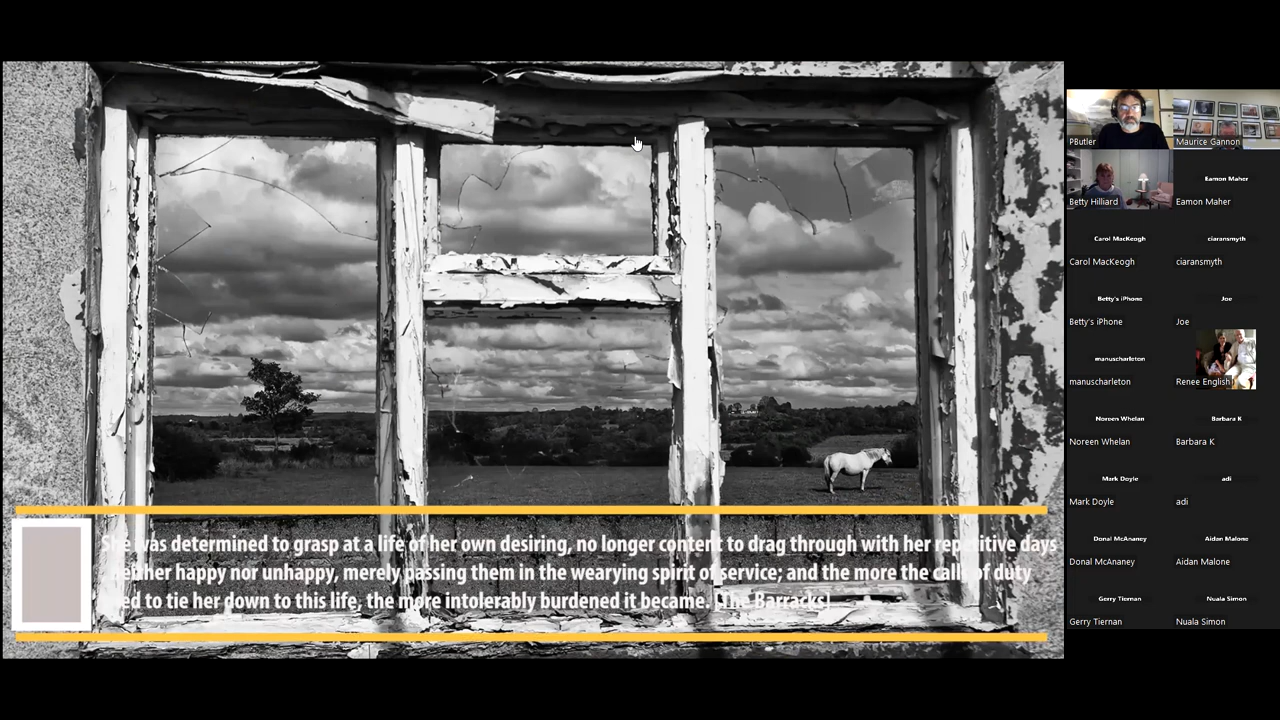 She was determined to grasp at a life of her own desiring, no longer content to drag through with her repetitive days
neither happy nor unhappy, merely passing them in the wearying spirit of service; and the more the calls of duty
ed to tie her down to this life, the more intolerably burdened it became. [The Barracks]
PButler
Maurice Gannon
Betty Hilliard
Eamon Maher
Eamon Maher
Carol MacKeogh
ciaransmyth
Carol MacKeogh
ciaransmyth
Betty's iPhone
Joe
Betty's iPhone
Joe
manuscharleton
manuscharleton
Renee English
Noreen Whelan
Barbara K
Noreen Whelan
Barbara K
Mark Doyle
adi
Mark Doyle
adi
Donal McAnaney
Aidan Malone
Donal McAnaney
Aidan Malone
Gerry Tiernan
Nuala Simon
Gerry Tiernan
Nuala Simon